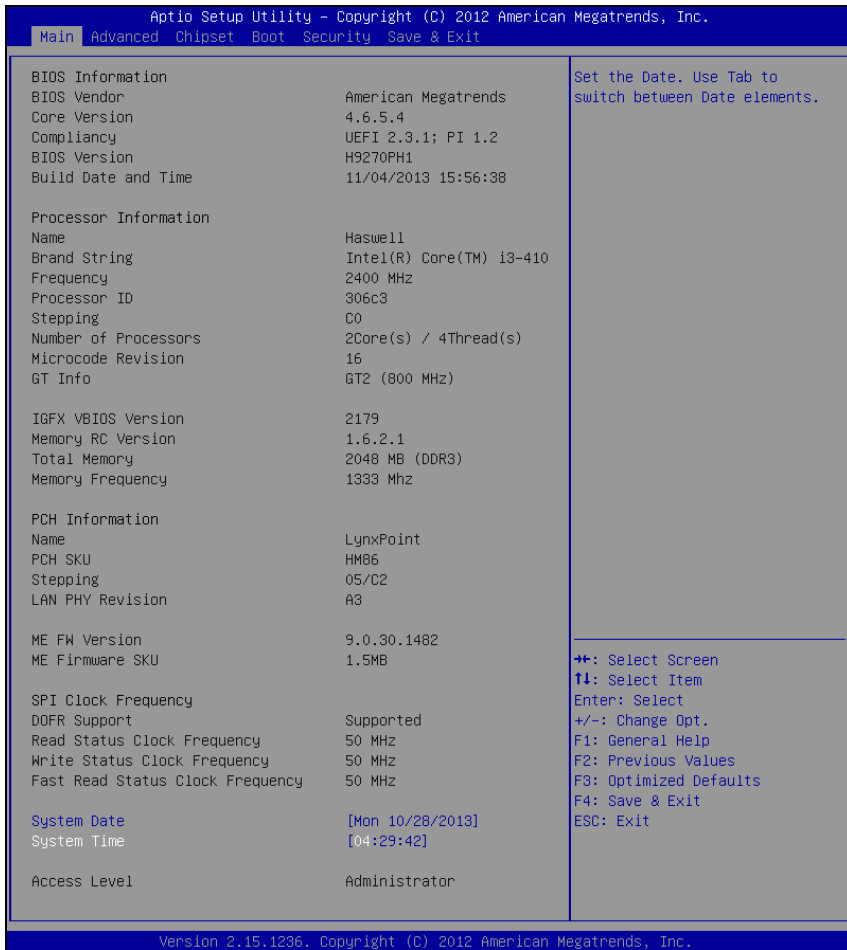 Aptio Setup Utility – Copyright (C) 2012 American Megatrends, Inc.
Main Advanced Chipset Boot Security Save & Exit
BIOS Information
BIOS Vendor American Megatrends
Core Version 4.6.5.4
Compliancy UEFI 2.3.1; PI 1.2
BIOS Version H9270PH1
Build Date and Time 11/04/2013 15:56:38
Processor Information
Name Haswell
Brand String Intel(R) Core(TM) i3-410
Frequency 2400 MHz
Processor ID 306c3
Stepping C0
Number of Processors 2Core(s) / 4Thread(s)
Microcode Revision 16
GT Info GT2 (800 MHz)
IGFX VBIOS Version 2179
Memory RC Version 1.6.2.1
Total Memory 2048 MB (DDR3)
Memory Frequency 1333 Mhz
PCH Information
Name LynxPoint
PCH SKU HM86
Stepping 05/C2
LAN PHY Revision A3
ME FW Version 9.0.30.1482
ME Firmware SKU 1.5MB
SPI Clock Frequency
DOFR Support Supported
Read Status Clock Frequency 50 MHz
Write Status Clock Frequency 50 MHz
Fast Read Status Clock Frequency 50 MHz
System Date [Mon 10/28/2013]
System Time [04:29:42]
Access Level Administrator
Set the Date. Use Tab to
switch between Date elements.
→←: Select Screen
↑↓: Select Item
Enter: Select
+/-: Change Opt.
F1: General Help
F2: Previous Values
F3: Optimized Defaults
F4: Save & Exit
ESC: Exit
Version 2.15.1236. Copyright (C) 2012 American Megatrends, Inc.